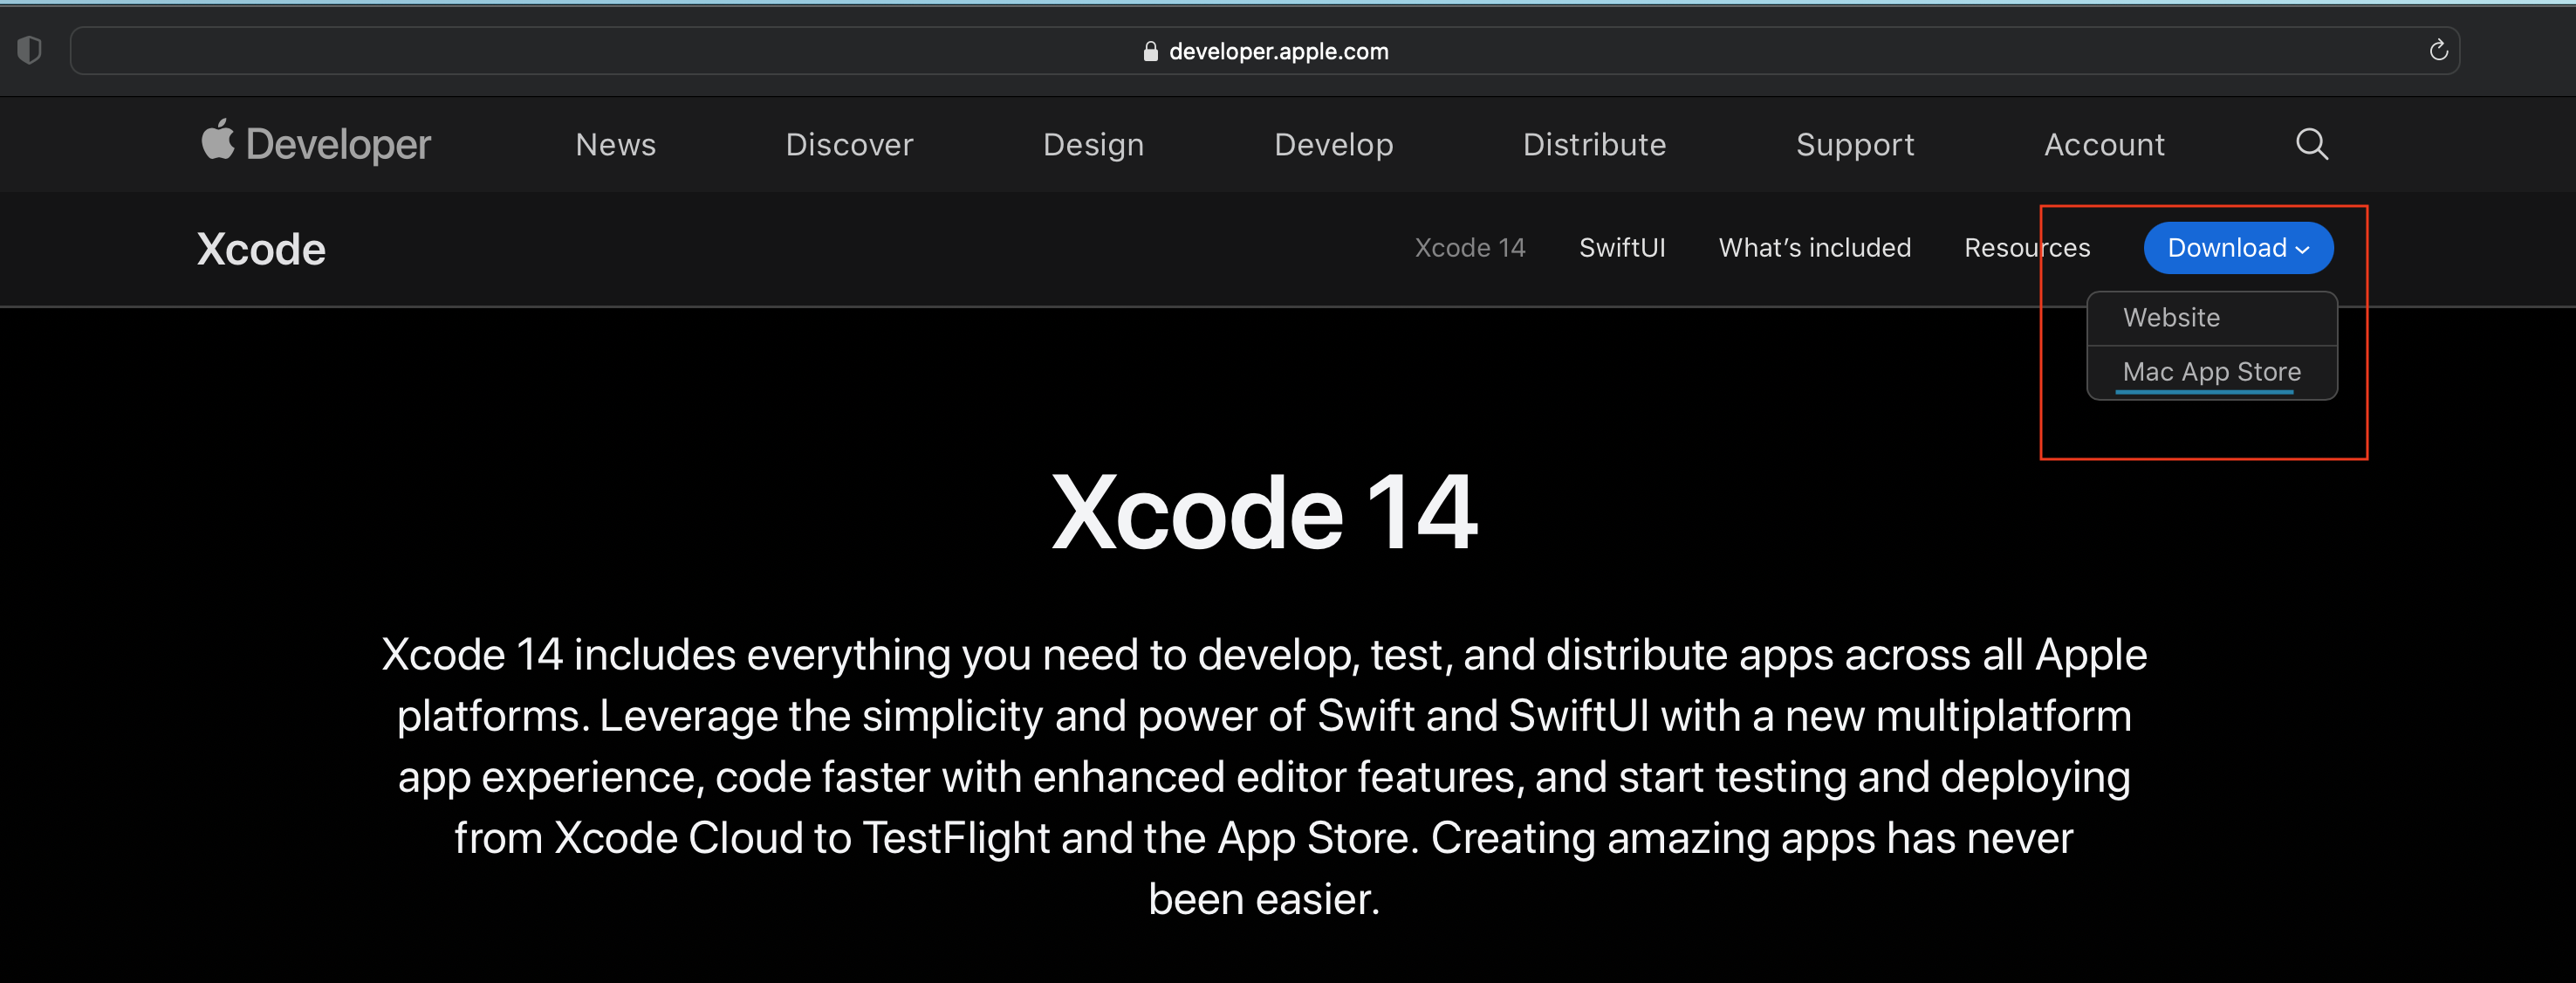 developer.apple.com
Developer News Discover Design Develop Distribute Support Account
Xcode Xcode 14 SwiftUI What’s included Resources Download
Website
Mac App Store
Xcode 14
Xcode 14 includes everything you need to develop, test, and distribute apps across all Apple
platforms. Leverage the simplicity and power of Swift and SwiftUI with a new multiplatform
app experience, code faster with enhanced editor features, and start testing and deploying
from Xcode Cloud to TestFlight and the App Store. Creating amazing apps has never
been easier.